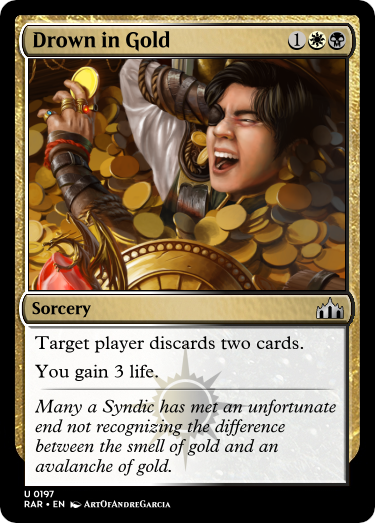 Drown in Gold 1
Sorcery
Target player discards two cards.
You gain 3 life.
Many a Syndic has met an unfortunate
end not recognizing the difference
between the smell of gold and an
avalanche of gold.
U 0197
RAR • EN ArtOfAndreGarcia